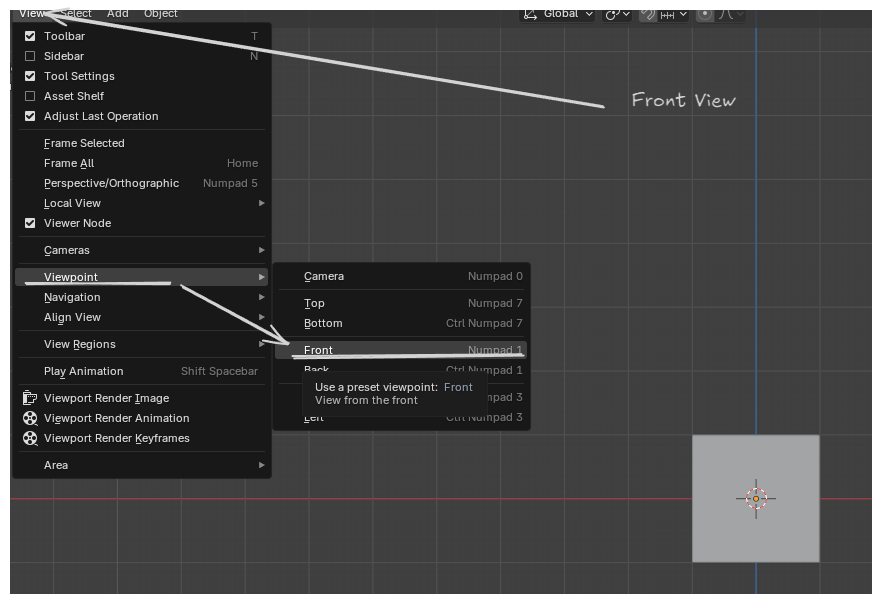 View Select Add Object Global
Toolbar T
Sidebar N
Tool Settings
Asset Shelf
Adjust Last Operation
Frame Selected
Frame All Home
Perspective/Orthographic Numpad 5
Local View
Viewer Node
Cameras
Viewpoint
Navigation
Align View
View Regions
Play Animation Shift Spacebar
Viewport Render Image
Viewport Render Animation
Viewport Render Keyframes
Area
Camera Numpad 0
Top Numpad 7
Bottom Ctrl Numpad 7
Front Numpad 1
Back Ctrl Numpad 1
Use a preset viewpoint: Front
View from the front
Left Ctrl Numpad 3
Front View